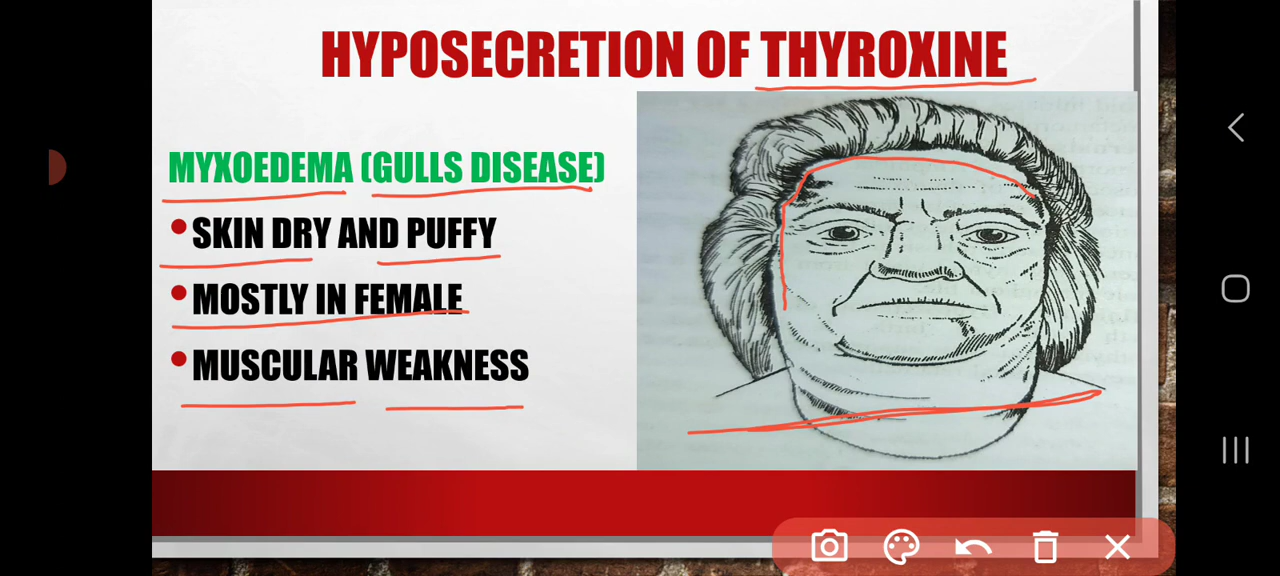 HYPOSECRETION OF THYROXINE
MYXOEDEMA (GULLS DISEASE)
• SKIN DRY AND PUFFY
• MOSTLY IN FEMALE
• MUSCULAR WEAKNESS